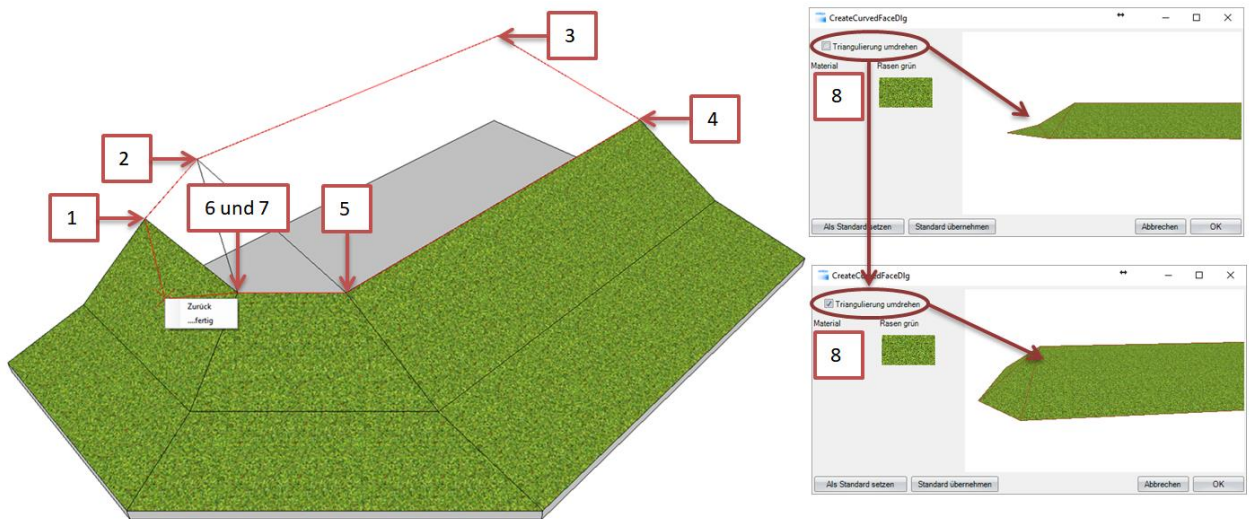 3
4
2
6 und 7
5
1
Zurück
....fertig
CreateCurvedFaceDlg
Triangulierung umdrehen
Material
Rasen grün
8
Als Standard setzen
Standard übernehmen
Abbrechen
OK
CreateCurvedFaceDlg
Triangulierung umdrehen
Material
Rasen grün
8
Als Standard setzen
Standard übernehmen
Abbrechen
OK